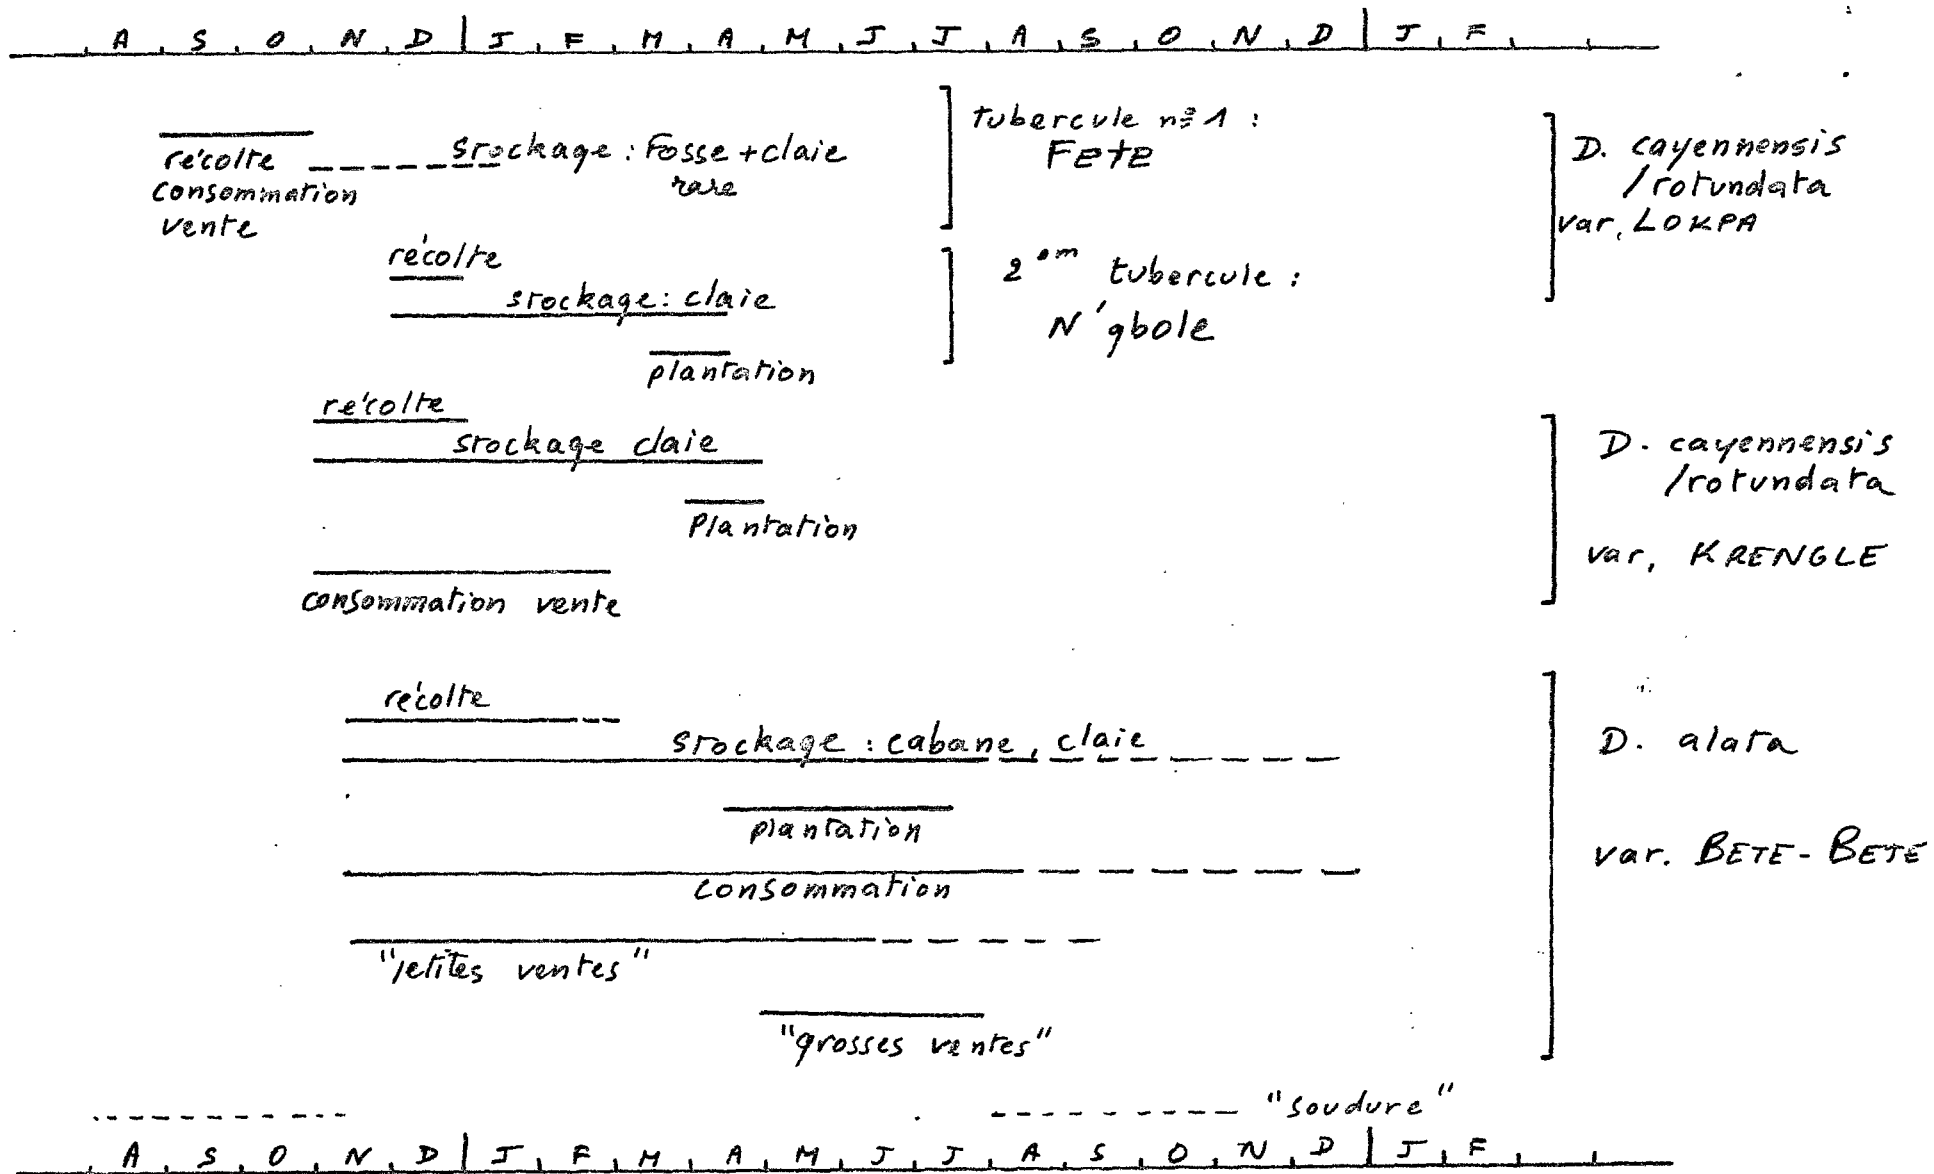 A S O N D J F M A M J J A S O N D J F
récolte
consommation
vente
stockage : Fosse + claie
rare
tubercule nº 1 :
FETE
D. cayennensis
/rotundata
var. LOKPA
récolte
stockage : claie
plantation
2em tubercule :
N'gbole
récolte
stockage claie
Plantation
consommation vente
D. cayennensis
/rotundata
var. KRENGLE
récolte
stockage : cabane, claie
plantation
consommation
"petites ventes"
"grosses ventes"
D. alata
var. BETE-BETE
"soudure"
A S O N D J F M A M J J A S O N D J F